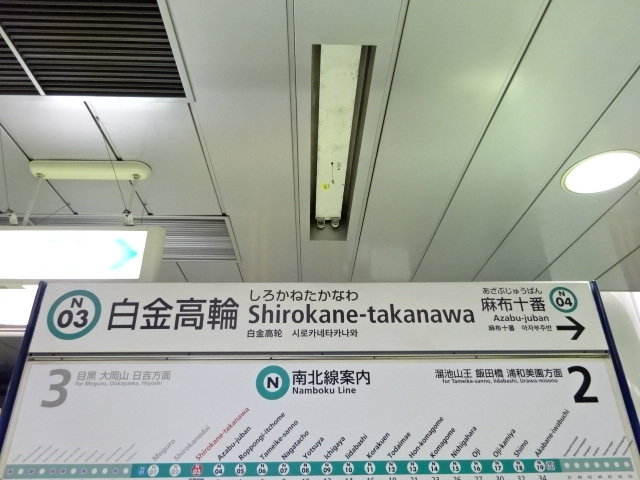 N
03
白金高輪
しろかねたかなわ
Shirokane-takanawa
白金高轮 시로카네타카나와
あざぶじゅうばん
麻布十番
Azabu-juban
麻布十番 아자부주반
N
04
3
目黒 大岡山 日吉方面
for Meguro, Ookayama, Hiyoshi
N
南北線案内
Namboku Line
溜池山王 飯田橋 浦和美園方面
for Tameike-sanno, Iidabashi, Urawa-misono
2
Meguro
Shirokanedai
Shirokane-takanawa
Azabu-juban
Roppongi-itchome
Tameike-sanno
Nagatacho
Yotsuya
Ichigaya
Iidabashi
Korakuen
Todaimae
Hon-komagome
Komagome
Nishigahara
Oji
Oji-kamiya
Shimo
Akabane-iwabuchi